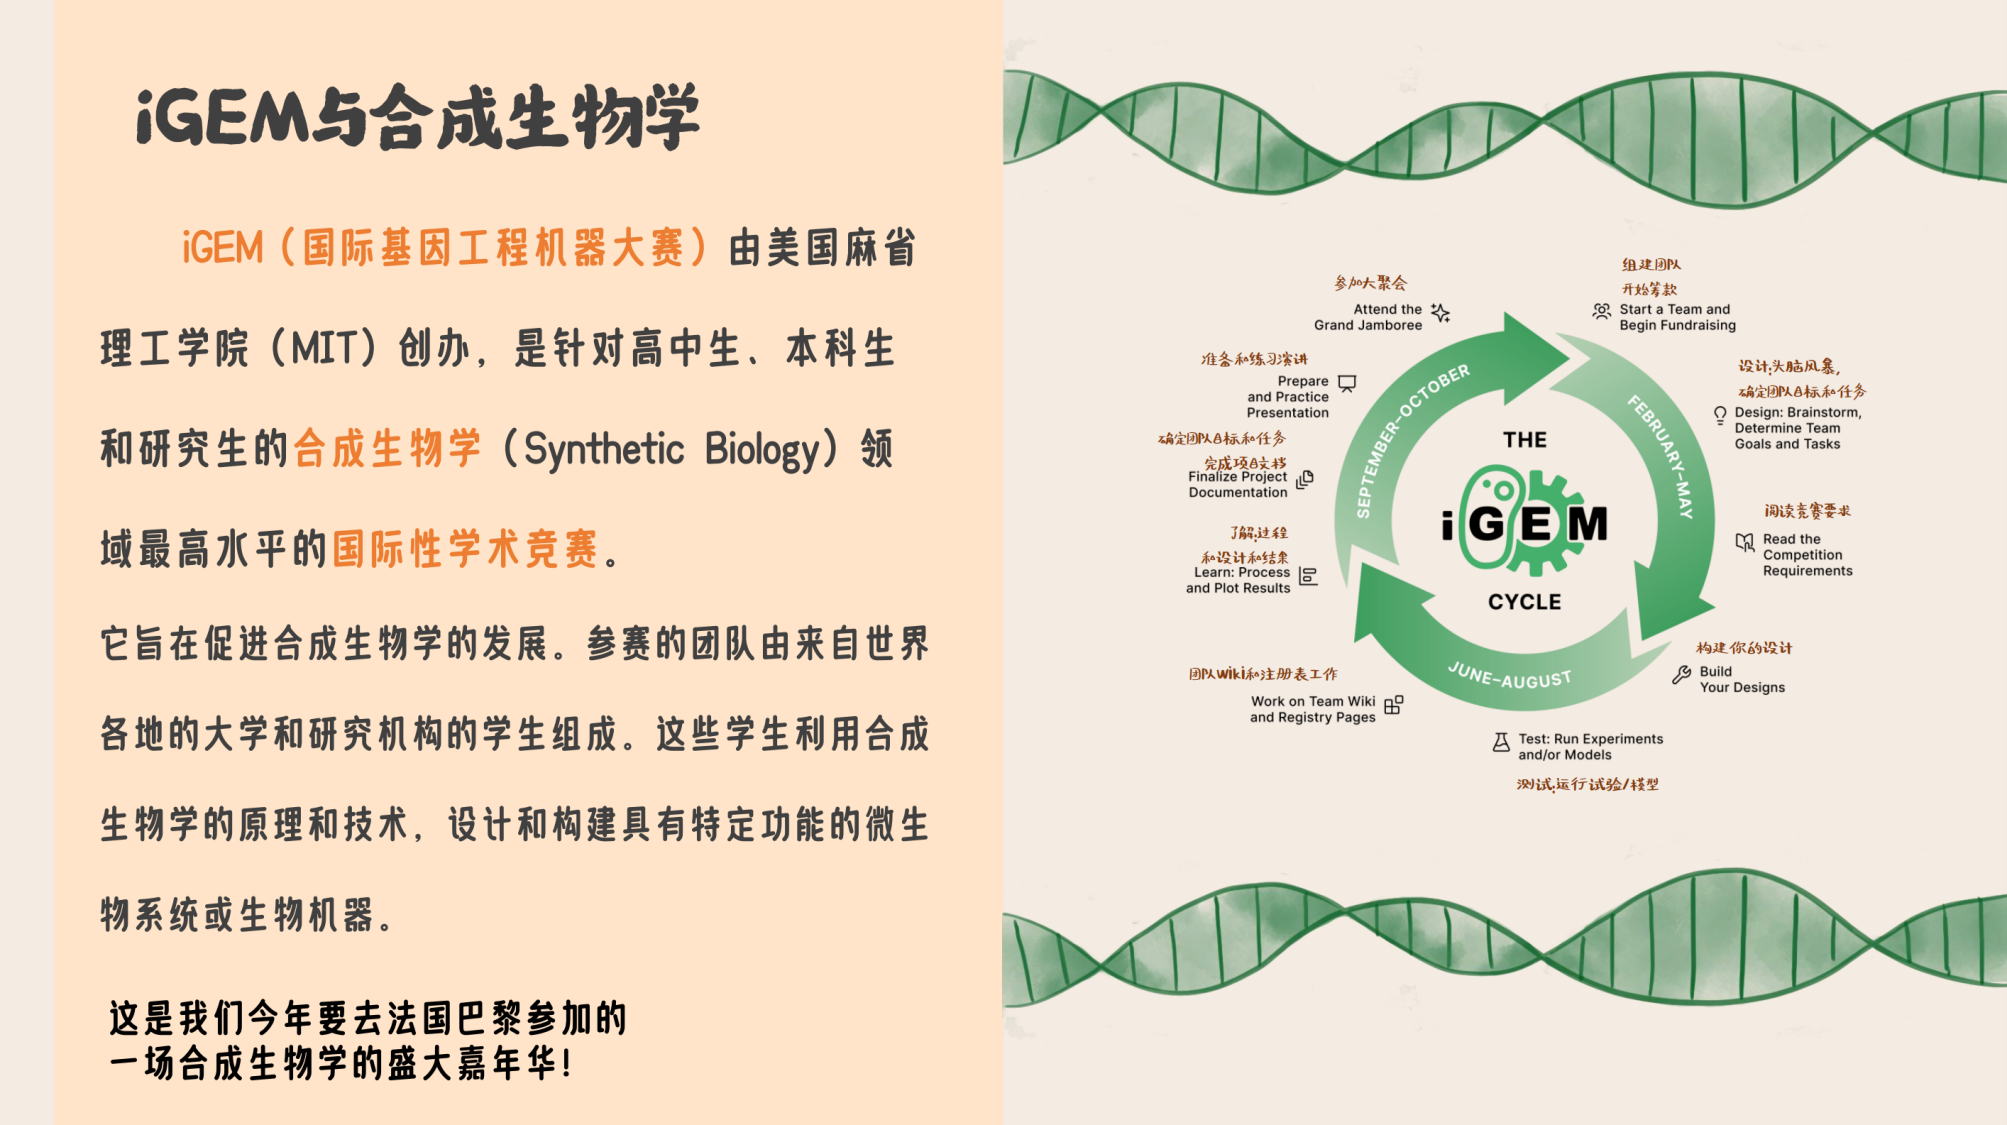 iGEM与合成生物学
iGEM（国际基因工程机器大赛）由美国麻省
理工学院（MIT）创办，是针对高中生、本科生
和研究生的合成生物学（Synthetic Biology）领
域最高水平的国际性学术竞赛。
它旨在促进合成生物学的发展。参赛的团队由来自世界
各地的大学和研究机构的学生组成。这些学生利用合成
生物学的原理和技术，设计和构建具有特定功能的微生
物系统或生物机器。
这是我们今年要去法国巴黎参加的
一场合成生物学的盛大嘉年华！
组建团队
开始筹款
Start a Team and
Begin Fundraising
设计:头脑风暴，
确定团队目标和任务
Design: Brainstorm,
Determine Team
Goals and Tasks
阅读竞赛要求
Read the
Competition
Requirements
构建你的设计
Build
Your Designs
Test: Run Experiments
and/or Models
测试:运行试验/模型
团队wiki和注册表工作
Work on Team Wiki
and Registry Pages
了解:过程
和设计和结果
Learn: Process
and Plot Results
确定团队目标和任务
完成项目文档
Finalize Project
Documentation
准备和练习演讲
Prepare
and Practice
Presentation
参加大聚会
Attend the
Grand Jamboree
FEBRUARY–MAY
JUNE–AUGUST
SEPTEMBER–OCTOBER
THE
iGEM
CYCLE